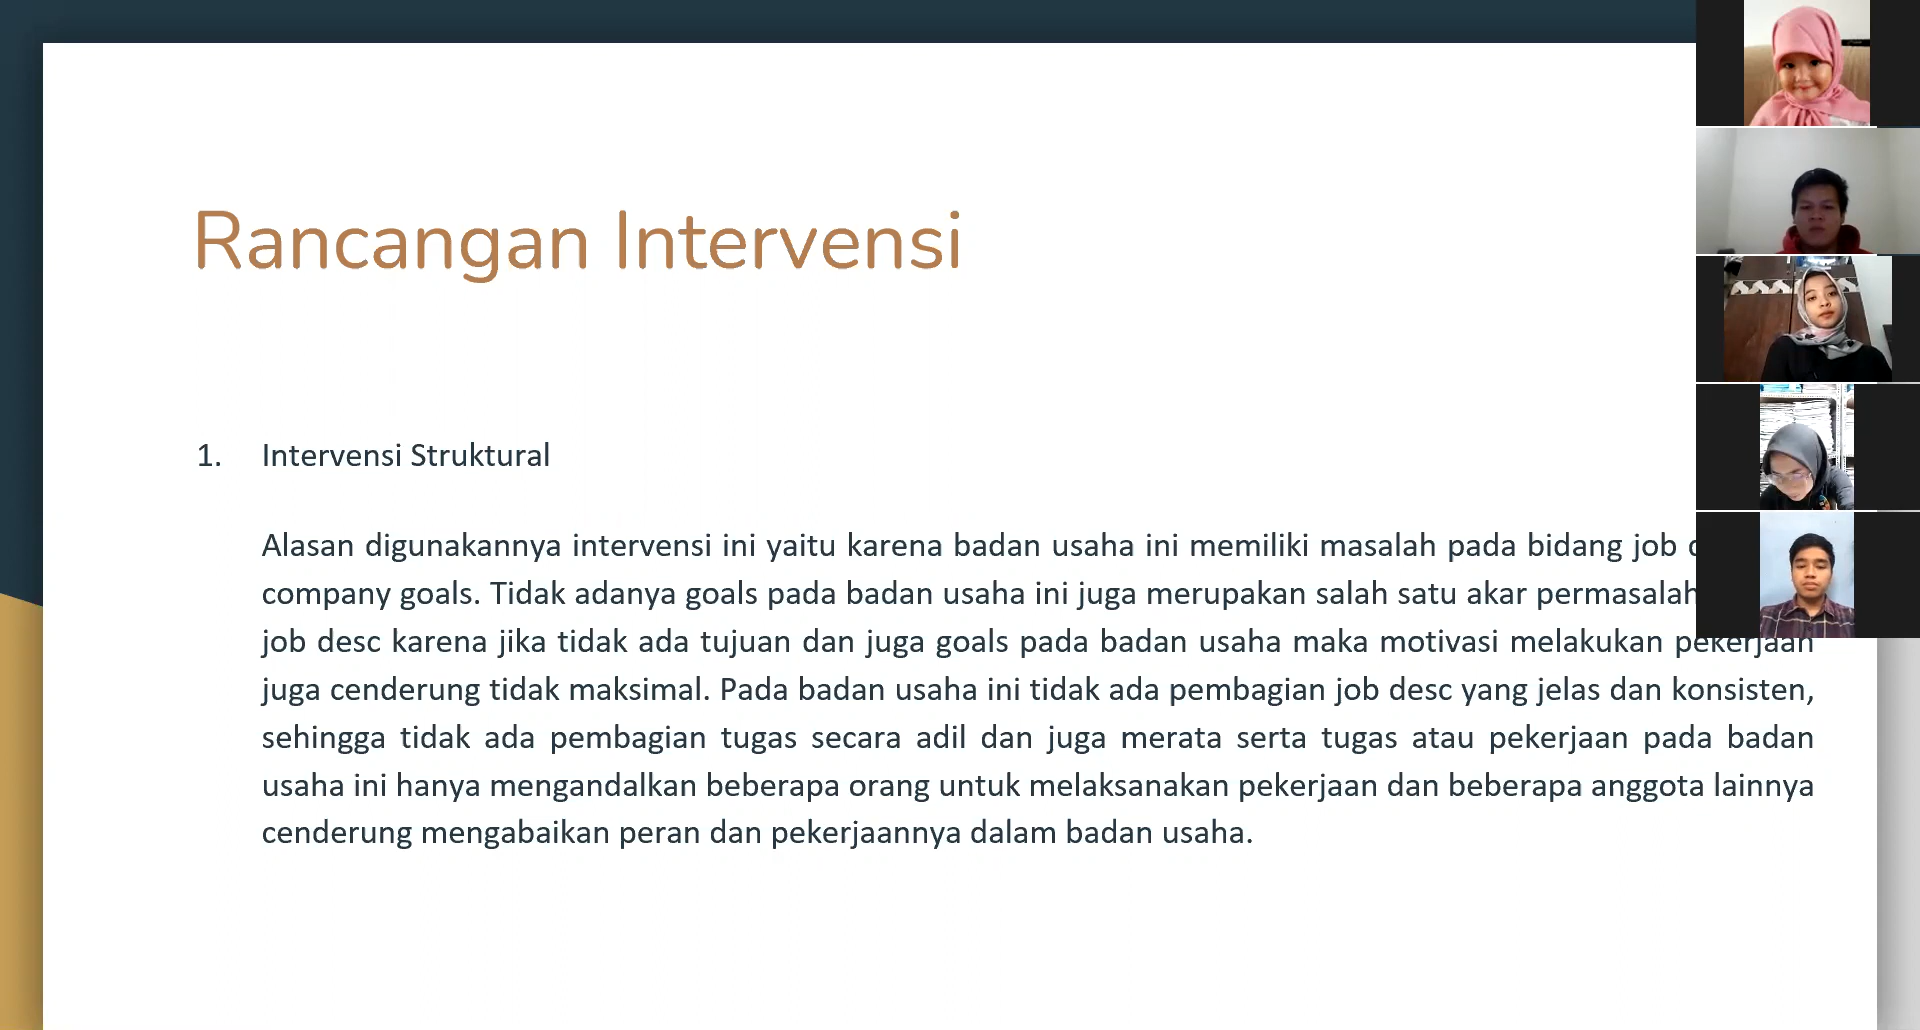 Rancangan Intervensi
1. Intervensi Struktural
Alasan digunakannya intervensi ini yaitu karena badan usaha ini memiliki masalah pada bidang job
company goals. Tidak adanya goals pada badan usaha ini juga merupakan salah satu akar
job desc karena jika tidak ada tujuan dan juga goals pada badan usaha maka motivasi melakukan pekerjaan
juga cenderung tidak maksimal. Pada badan usaha ini tidak ada pembagian job desc yang jelas dan konsisten,
sehingga tidak ada pembagian tugas secara adil dan juga merata serta tugas atau pekerjaan pada badan
usaha ini hanya mengandalkan beberapa orang untuk melaksanakan pekerjaan dan beberapa anggota lainnya
cenderung mengabaikan peran dan pekerjaannya dalam badan usaha.